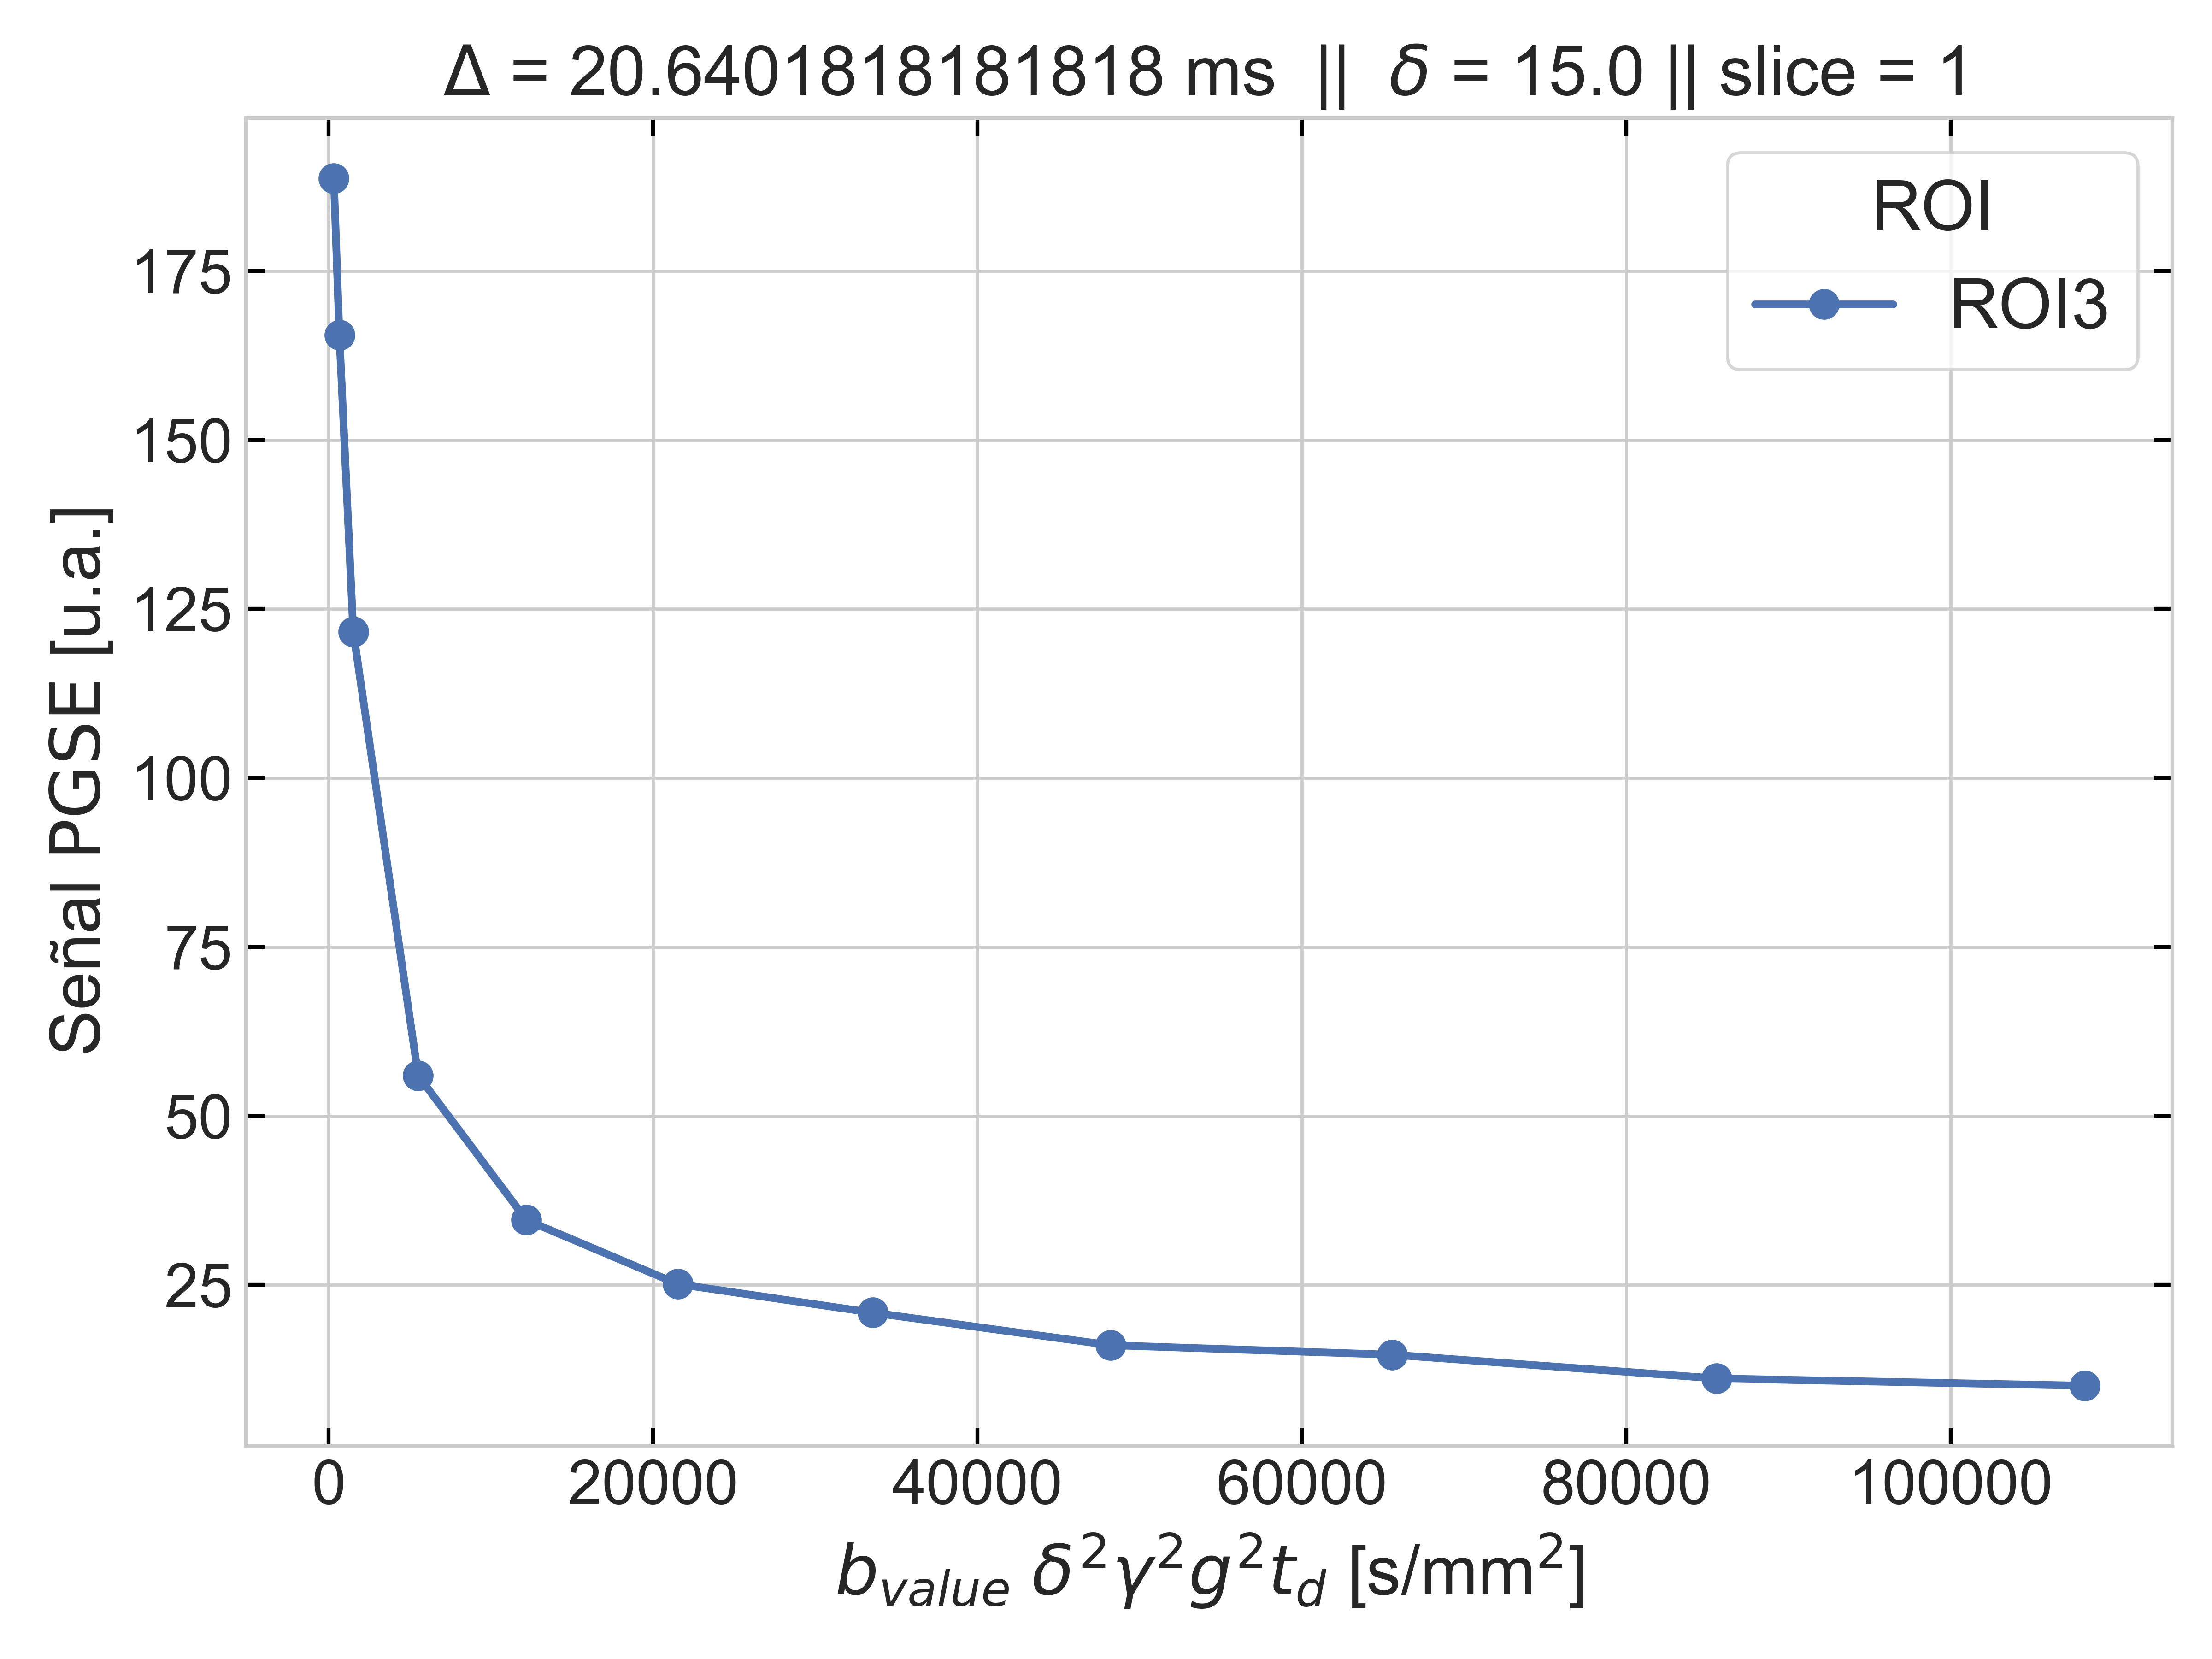 Δ = 20.640181818181818 ms || δ = 15.0 || slice = 1
ROI
ROI3
Señal PGSE [u.a.]
175
150
125
100
75
50
25
0 20000 40000 60000 80000 100000
b_value δ²γ²g²t_d [s/mm²]